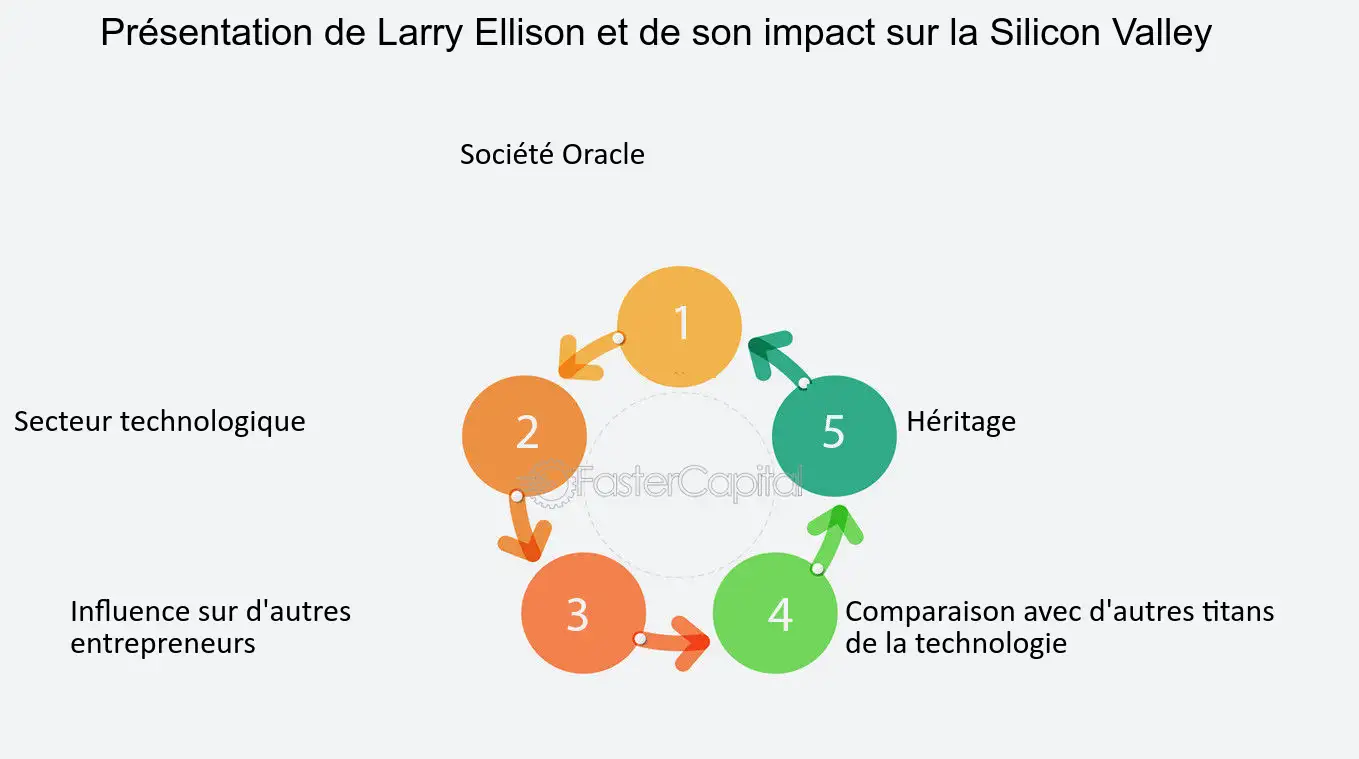 Présentation de Larry Ellison et de son impact sur la Silicon Valley
Société Oracle
1
Secteur technologique
2
5
Héritage
FasterCapital
Influence sur d'autres
entrepreneurs
3
4
Comparaison avec d'autres titans
de la technologie